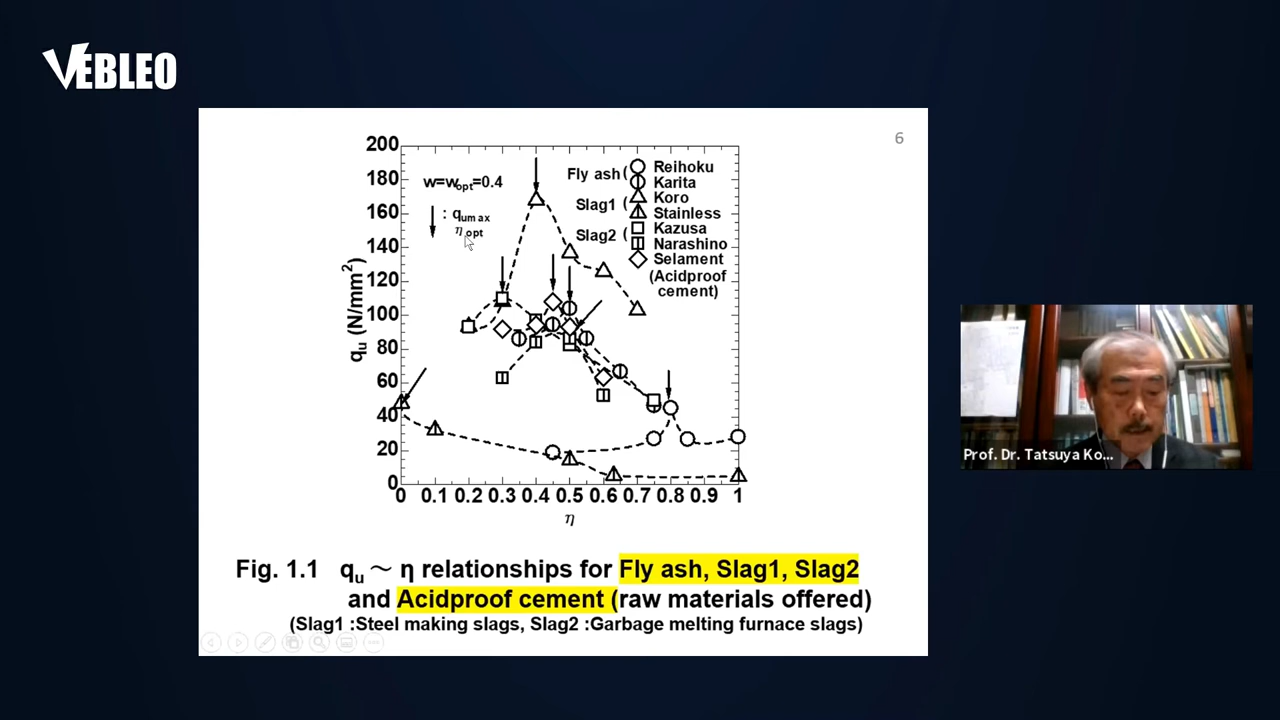 VEBLEO
6
200
180
160
140
120
100
80
60
40
20
0
qu (N/mm²)
w=wopt=0.4
: qumax
ηopt
Fly ash ( Reihoku
Karita
Slag1 ( Koro
Stainless
Slag2 ( Kazusa
Narashino
Selament
(Acidproof
cement)
0 0.1 0.2 0.3 0.4 0.5 0.6 0.7 0.8 0.9 1
η
Fig. 1.1 qu ~ η relationships for Fly ash, Slag1, Slag2
and Acidproof cement (raw materials offered)
(Slag1 :Steel making slags, Slag2 :Garbage melting furnace slags)
Prof. Dr. Tatsuya Ko...